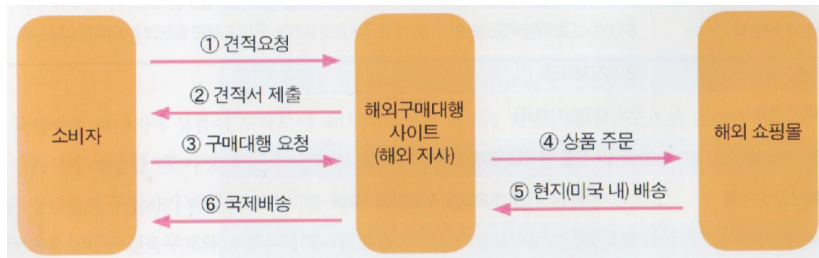 ① 견적요청
② 견적서 제출
③ 구매대행 요청
⑥ 국제배송
소비자
해외구매대행
사이트
(해외 지사)
④ 상품 주문
⑤ 현지(미국 내) 배송
해외 쇼핑몰